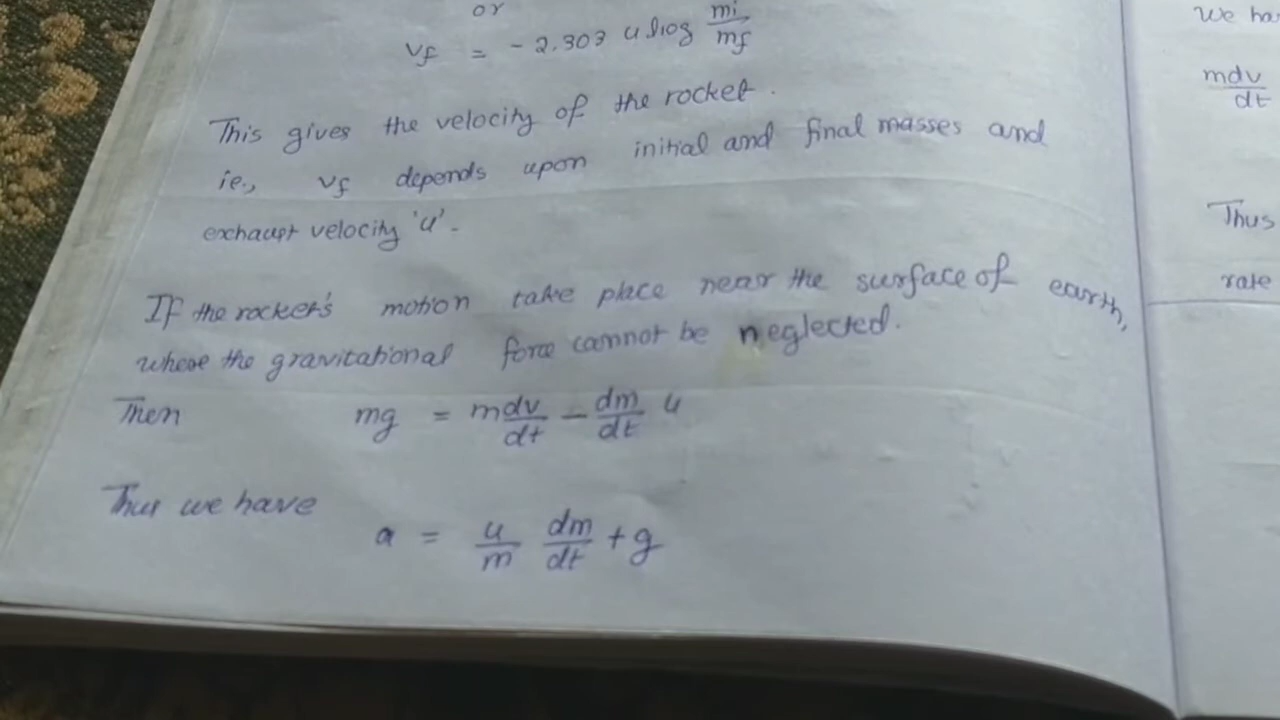 or
vf = - 2.303 u log mi/mf
This gives the velocity of the rocket.
ie., vf depends upon initial and final masses and
exhaust velocity 'u'.
If the rocket's motion take place near the surface of earth,
where the gravitational force cannot be neglected.
Then mg = mdv/dt - dm/dt u
Thus we have
a = u/m dm/dt + g
We ha
mdv/dt
Thus
rate